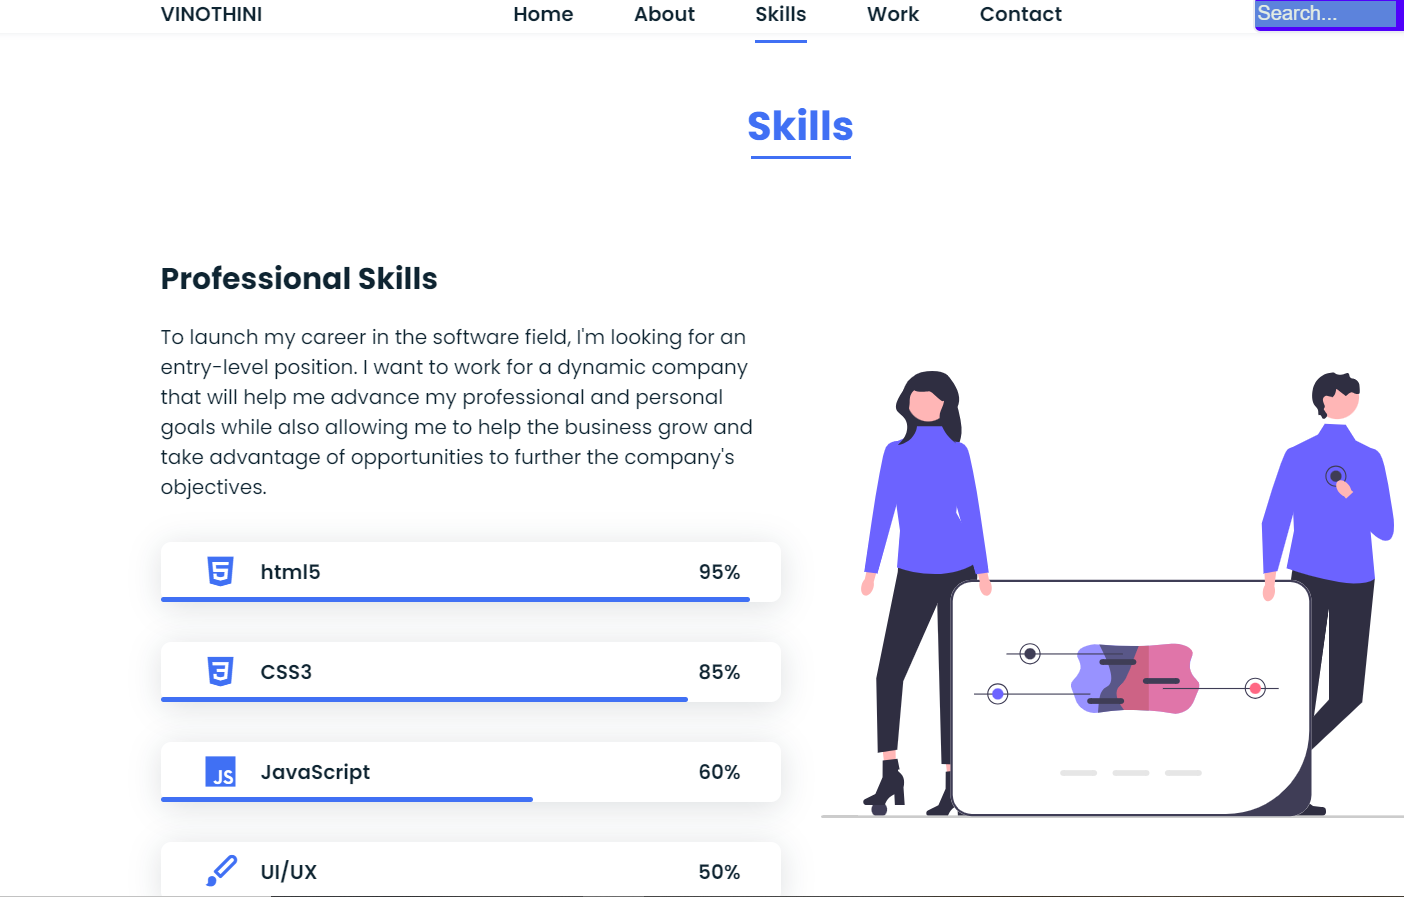 VINOTHINI Home About Skills Work Contact Search...
Skills
Professional Skills
To launch my career in the software field, I'm looking for an
entry-level position. I want to work for a dynamic company
that will help me advance my professional and personal
goals while also allowing me to help the business grow and
take advantage of opportunities to further the company's
objectives.
5 html5 95%
3 CSS3 85%
JS JavaScript 60%
UI/UX 50%